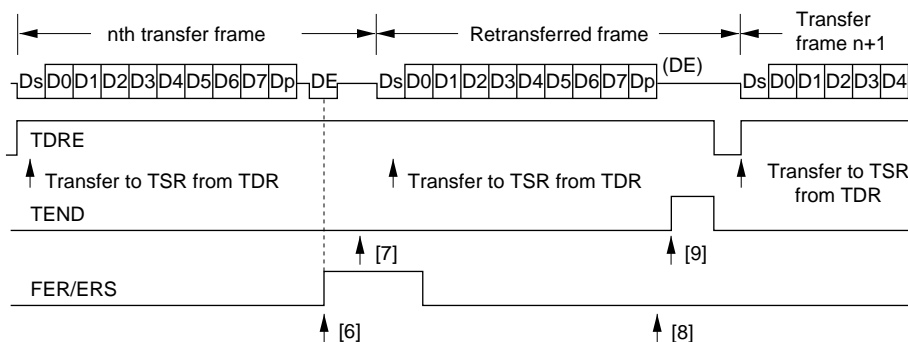 nth transfer frame
Retransferred frame
Transfer
frame n+1
Ds D0 D1 D2 D3 D4 D5 D6 D7 Dp DE Ds D0 D1 D2 D3 D4 D5 D6 D7 Dp (DE) Ds D0 D1 D2 D3 D4
TDRE
Transfer to TSR from TDR
Transfer to TSR from TDR
Transfer to TSR
from TDR
TEND
[7]
[9]
FER/ERS
[6]
[8]